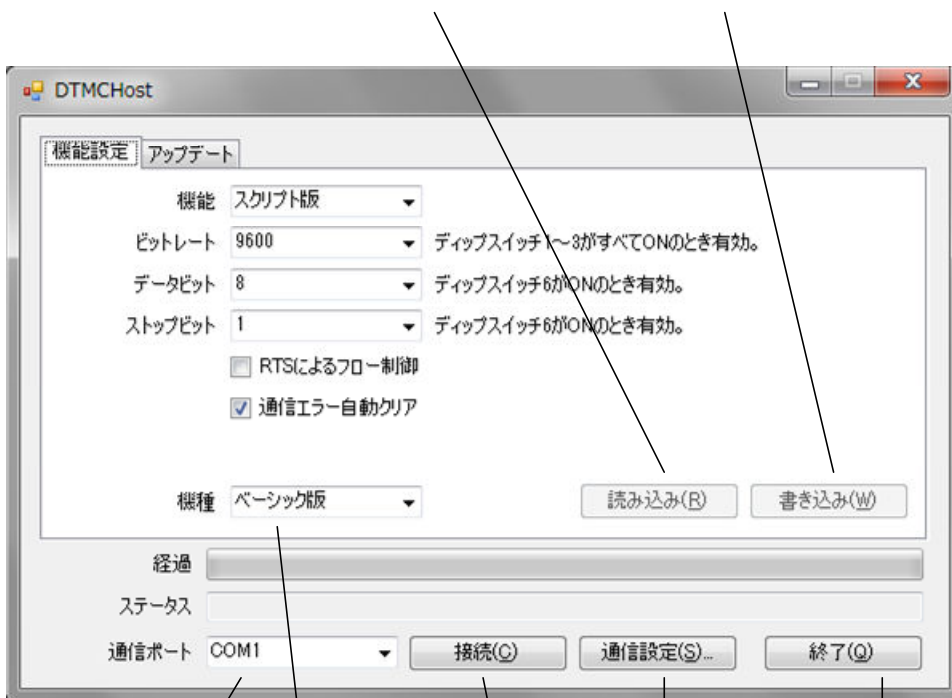 DTMCHost
機能設定 アップデート
機能 スクリプト版
ビットレート 9600 ディップスイッチ1～3がすべてONのとき有効。
データビット 8 ディップスイッチ6がONのとき有効。
ストップビット 1 ディップスイッチ6がONのとき有効。
RTSによるフロー制御
通信エラー自動クリア
機種 ベーシック版 読み込み(R) 書き込み(W)
経過
ステータス
通信ポート COM1 接続(C) 通信設定(S)... 終了(Q)